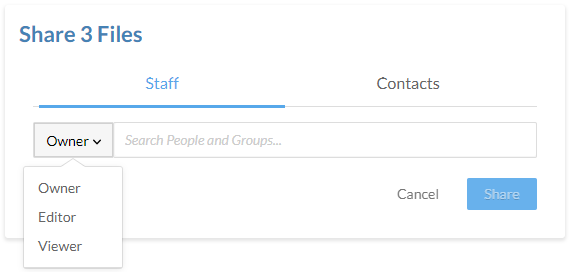 Share 3 Files
Staff Contacts
Owner Search People and Groups...
Owner
Editor
Viewer
Cancel Share